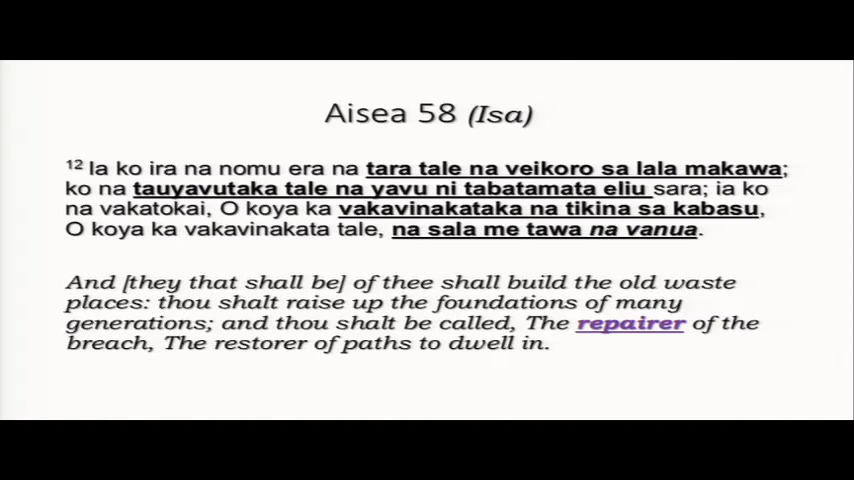 Aisea 58 (Isa)
12 Ia ko ira na nomu era na tara tale na veikoro sa lala makawa;
ko na tauyavutaka tale na yavu ni tabatamata eliu sara; ia ko
na vakatokai, O koya ka vakavinakataka na tikina sa kabasu,
O koya ka vakavinakata tale, na sala me tawa na vanua.
And [they that shall be] of thee shall build the old waste
places: thou shalt raise up the foundations of many
generations; and thou shalt be called, The repairer of the
breach, The restorer of paths to dwell in.